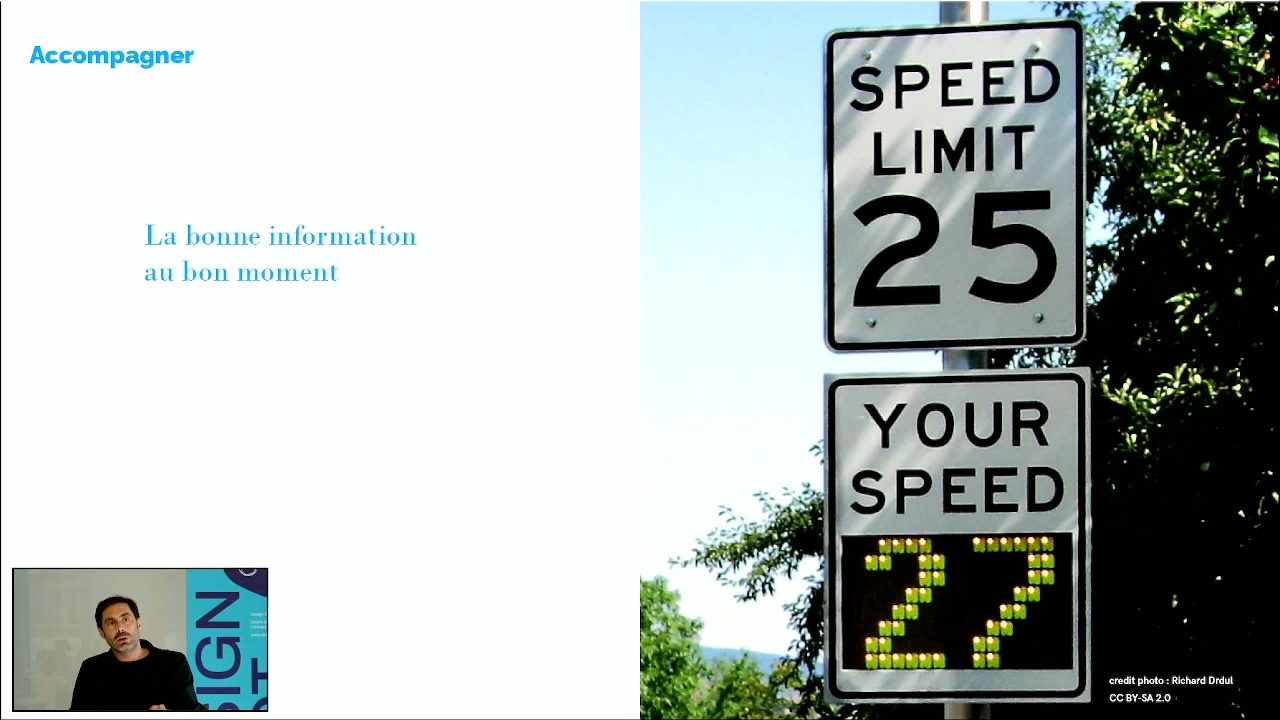 Accompagner
La bonne information
au bon moment
SPEED
LIMIT
25
YOUR
SPEED
27
credit photo : Richard Drdul
CC BY-SA 2.0